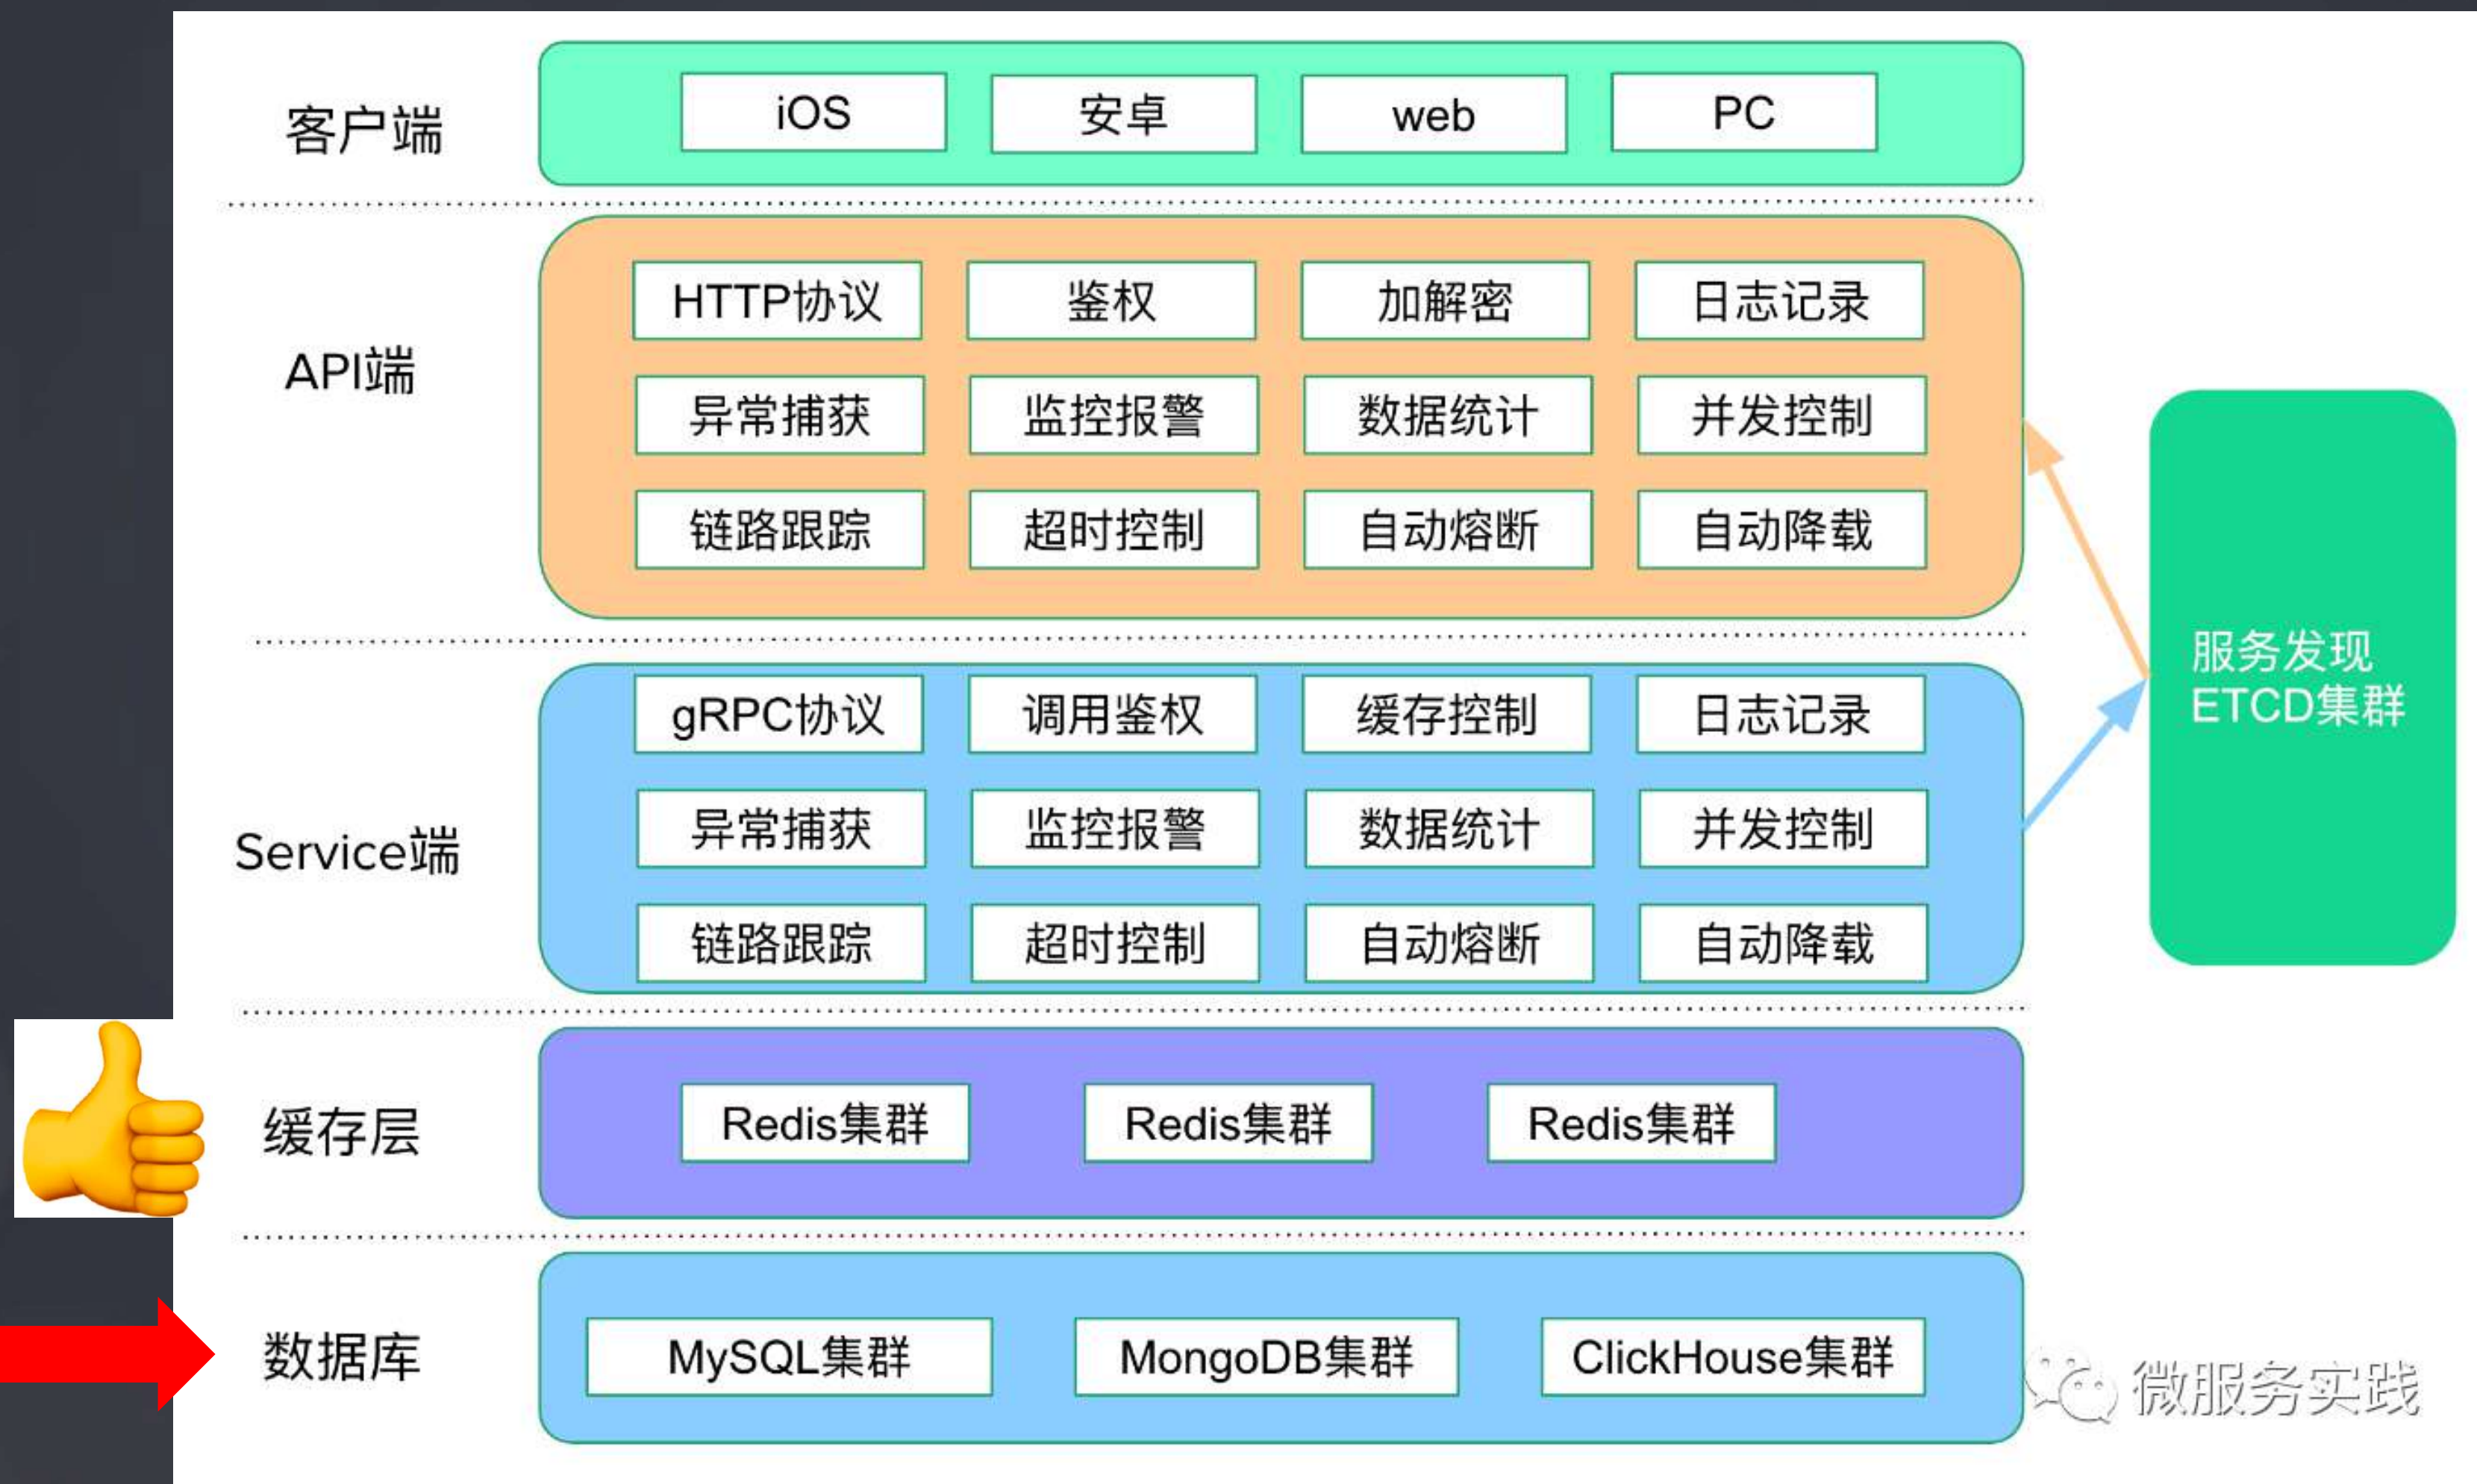 客户端
iOS
安卓
web
PC
API端
HTTP协议
鉴权
加解密
日志记录
异常捕获
监控报警
数据统计
并发控制
链路跟踪
超时控制
自动熔断
自动降载
服务发现
ETCD集群
Service端
gRPC协议
调用鉴权
缓存控制
日志记录
异常捕获
监控报警
数据统计
并发控制
链路跟踪
超时控制
自动熔断
自动降载
缓存层
Redis集群
Redis集群
Redis集群
数据库
MySQL集群
MongoDB集群
ClickHouse集群
微服务实践